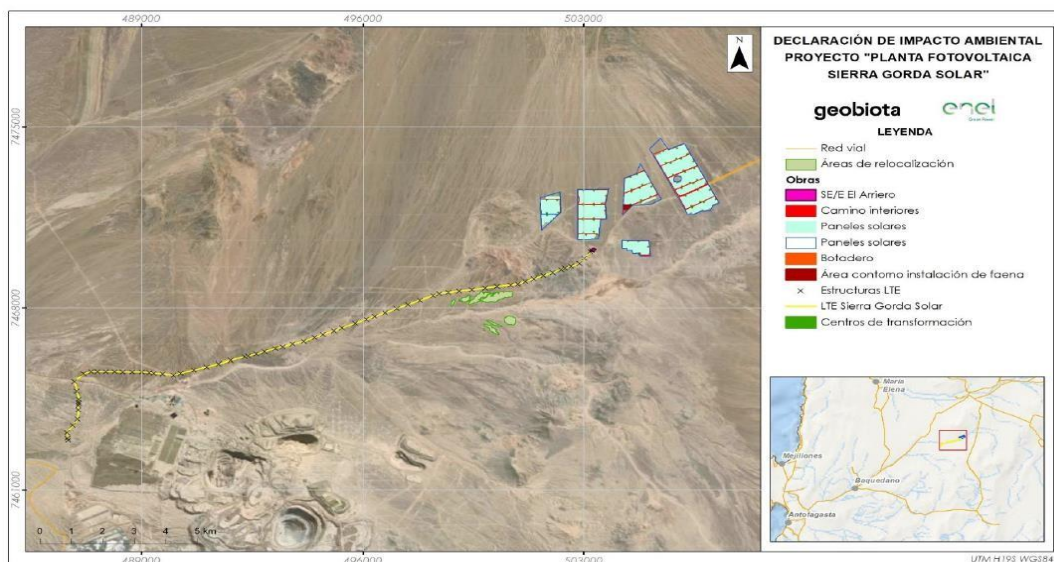 489000 496000 503000
7475000
7468000
7461000
N
0 1 2 3 4 5 km
489000 496000 503000
DECLARACIÓN DE IMPACTO AMBIENTAL
PROYECTO "PLANTA FOTOVOLTAICA
SIERRA GORDA SOLAR"
geobiota enel
Green Power
LEYENDA
Red vial
Áreas de relocalización
Obras
SE/E El Arriero
Camino interiores
Paneles solares
Paneles solares
Botadero
Área contorno instalación de faena
Estructuras LTE
LTE Sierra Gorda Solar
Centros de transformación
María
Elena
Mejillones
Baquedano
Antofagasta
UTM H19S WGS84